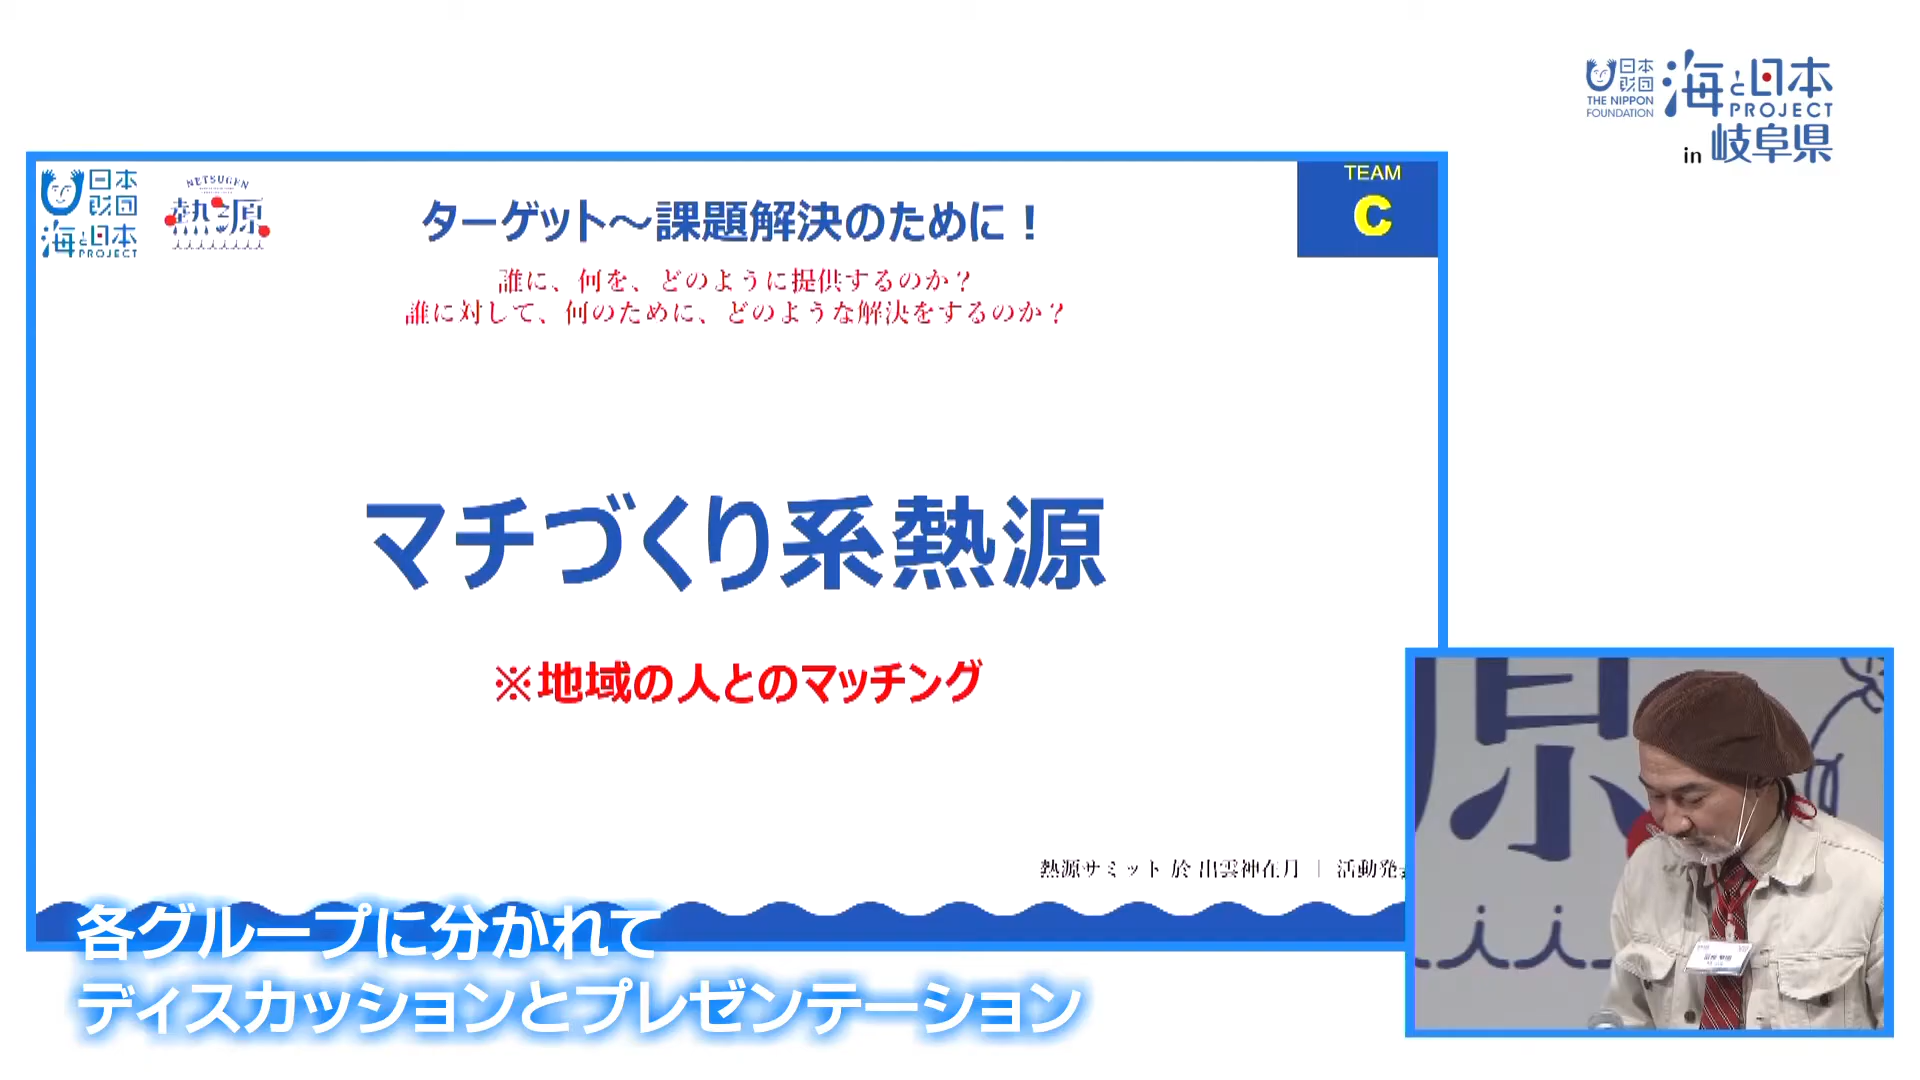 日本
財団
THE NIPPON
FOUNDATION
海と日本
PROJECT
in 岐阜県
日本
財団
海と日本
PROJECT
NETSUGEN
熱源
ターゲット～課題解決のために！
TEAM
C
誰に、何を、どのように提供するのか？
誰に対して、何のために、どのような解決をするのか？
マチづくり系熱源
※地域の人とのマッチング
熱源サミット 於 出雲神在月 | 活動発
各グループに分かれて
ディスカッションとプレゼンテーション